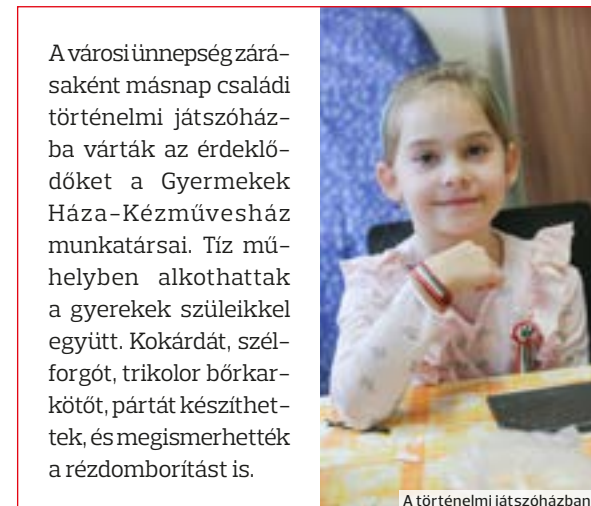 A városi ünnepség zárá-
saként másnap családi
történelmi játszóház-
ba várták az érdeklő-
dőket a Gyermekek
Háza-Kézművesház
munkatársai. Tíz mű-
helyben alkothattak
a gyerekek szüleikkel
együtt. Kokárdát, szél-
forgót, trikolor bőrkar-
kötőt, pártát készíthet-
tek, és megismerhették
a rézdomborítást is.
A történelmi játszóházban